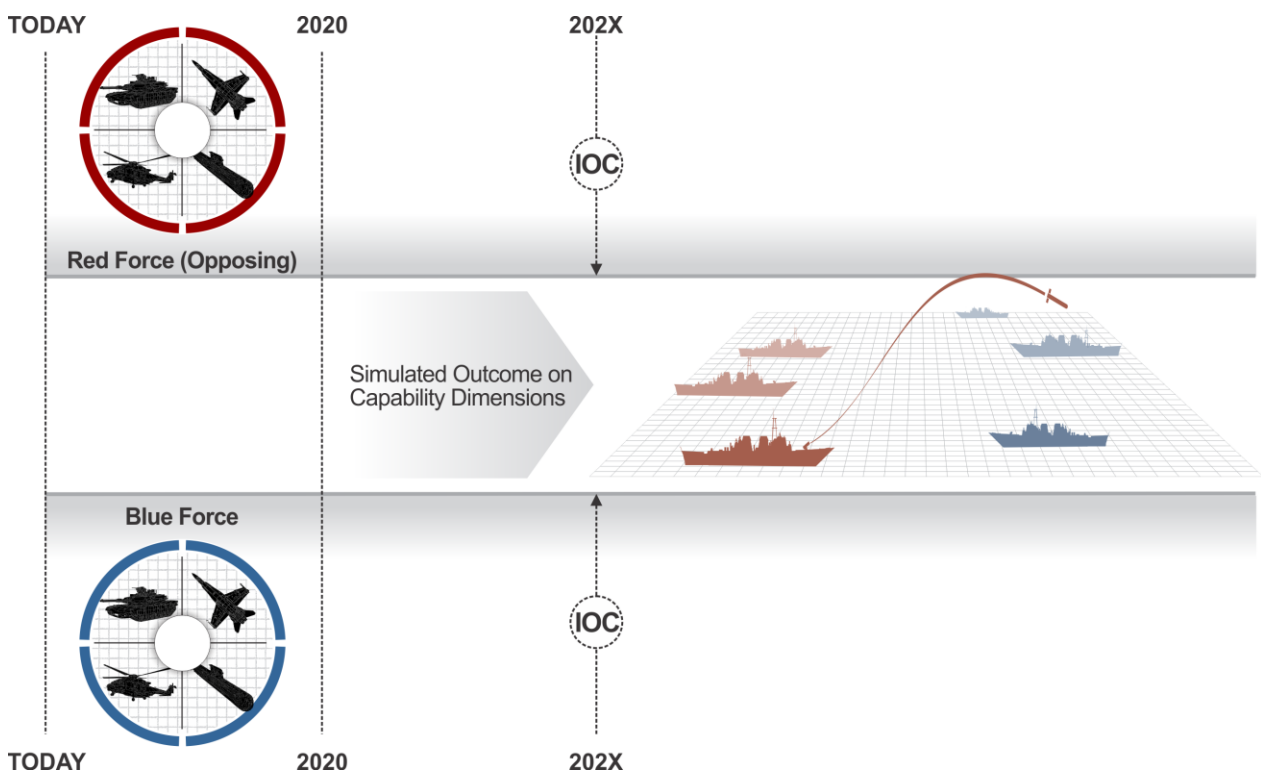 TODAY
2020
202X
IOC
Red Force (Opposing)
Simulated Outcome on
Capability Dimensions
Blue Force
IOC
TODAY
2020
202X